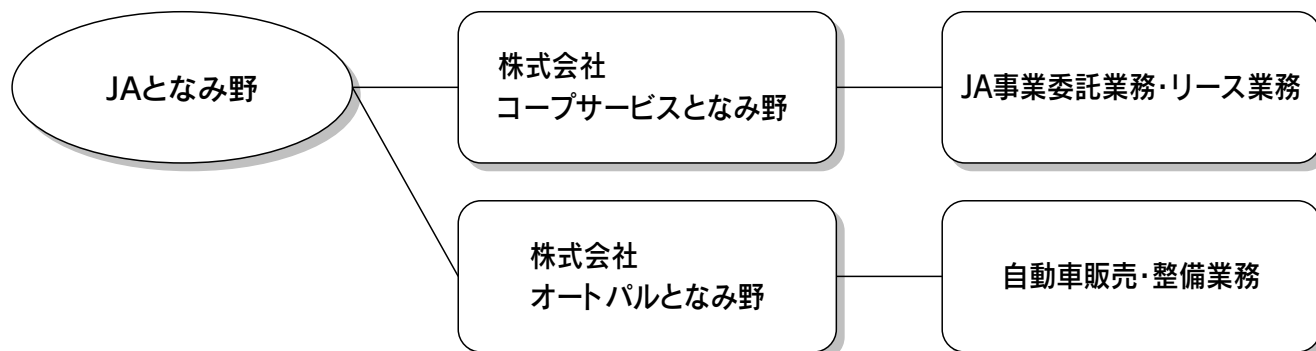 JAとなみ野
株式会社
コープサービスとなみ野
JA事業委託業務・リース業務
株式会社
オートパルとなみ野
自動車販売・整備業務